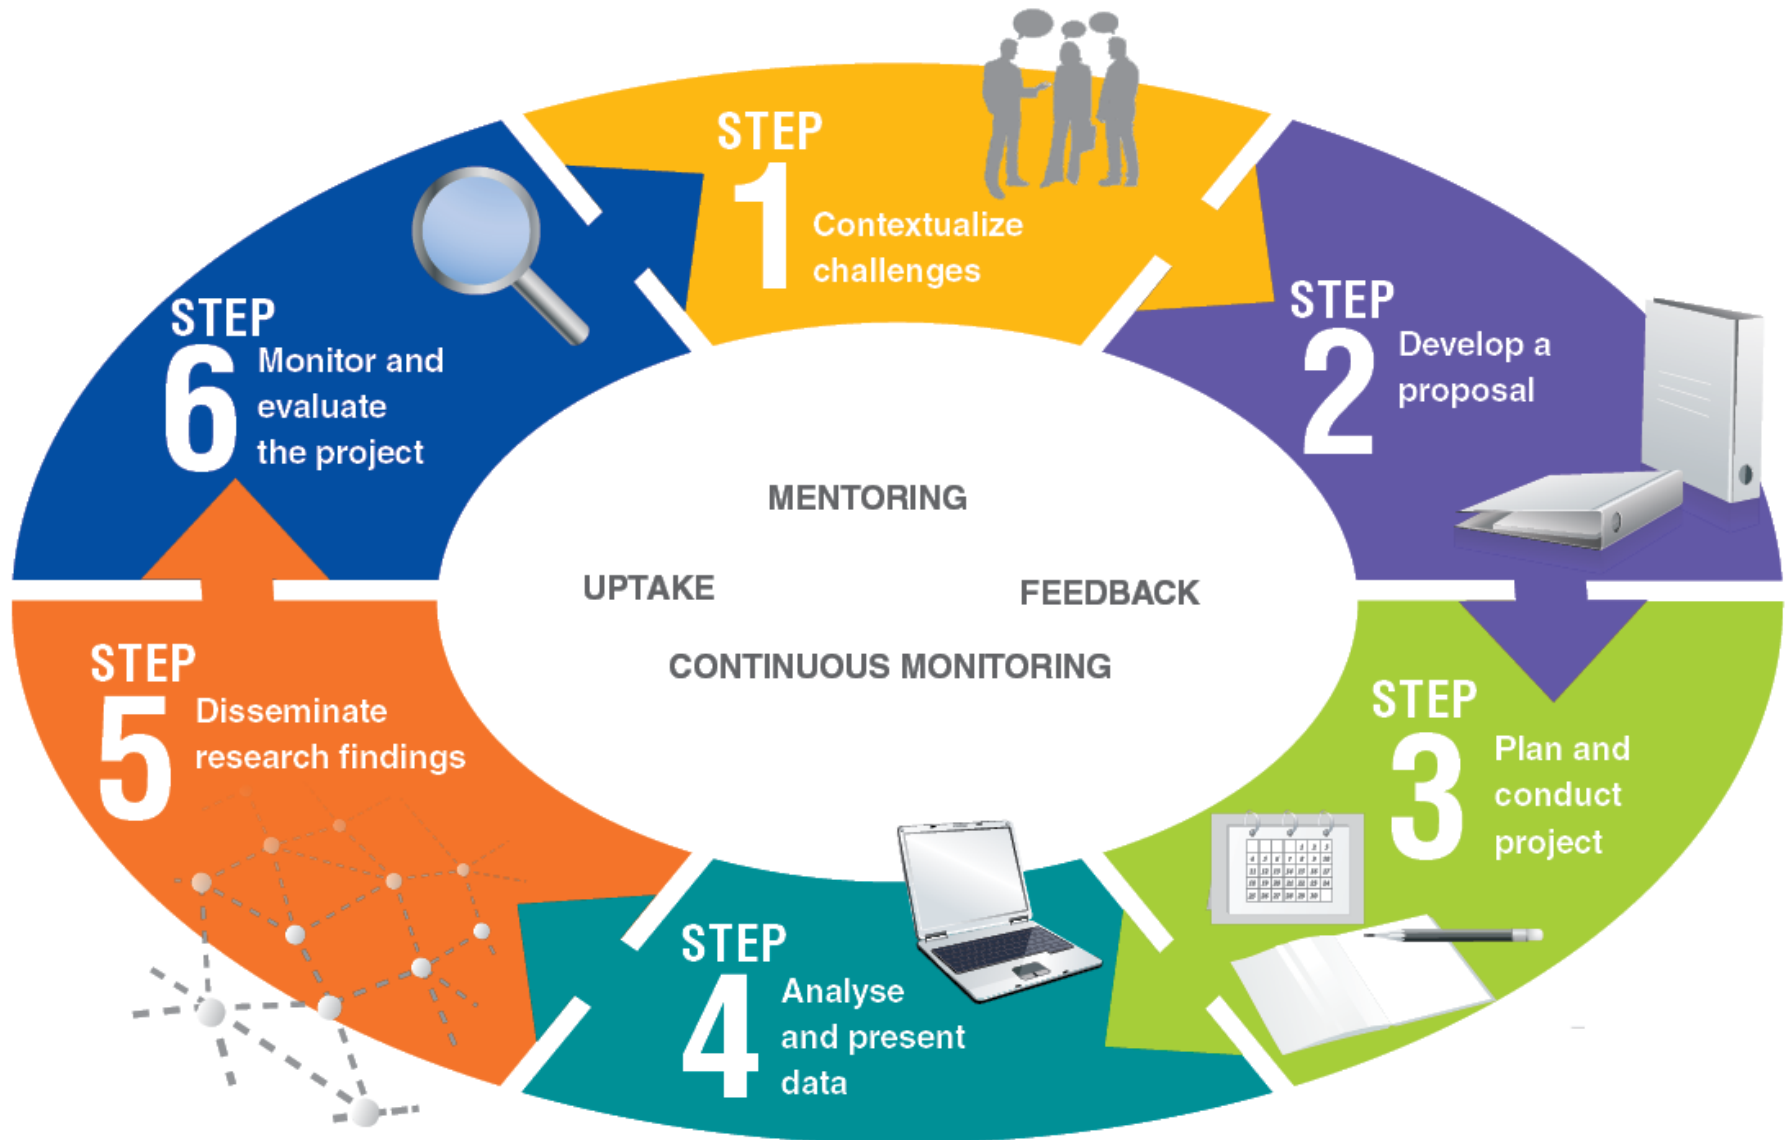 STEP
1
Contextualize
challenges
STEP
2
Develop a
proposal
STEP
3
Plan and
conduct
project
STEP
4
Analyse
and present
data
STEP
5
Disseminate
research findings
STEP
6
Monitor and
evaluate
the project
MENTORING
UPTAKE
FEEDBACK
CONTINUOUS MONITORING